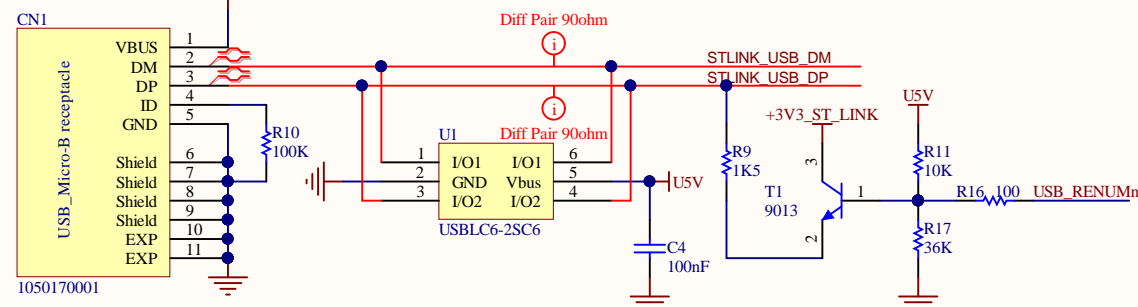 CN1
USB_Micro-B receptacle
VBUS 1
DM 2
DP 3
ID 4
GND 5
Shield 6
Shield 7
Shield 8
Shield 9
EXP 10
EXP 11
1050170001
R10
100K
Diff Pair 90ohm
i
i
Diff Pair 90ohm
STLINK_USB_DM
STLINK_USB_DP
U1
1 I/O1 I/O1 6
2 GND Vbus 5
3 I/O2 I/O2 4
USBLC6-2SC6
U5V
C4
100nF
R9
1K5
+3V3_ST_LINK
3
T1
9013
1
2
U5V
R11
10K
R16 100
USB_RENUMn
R17
36K